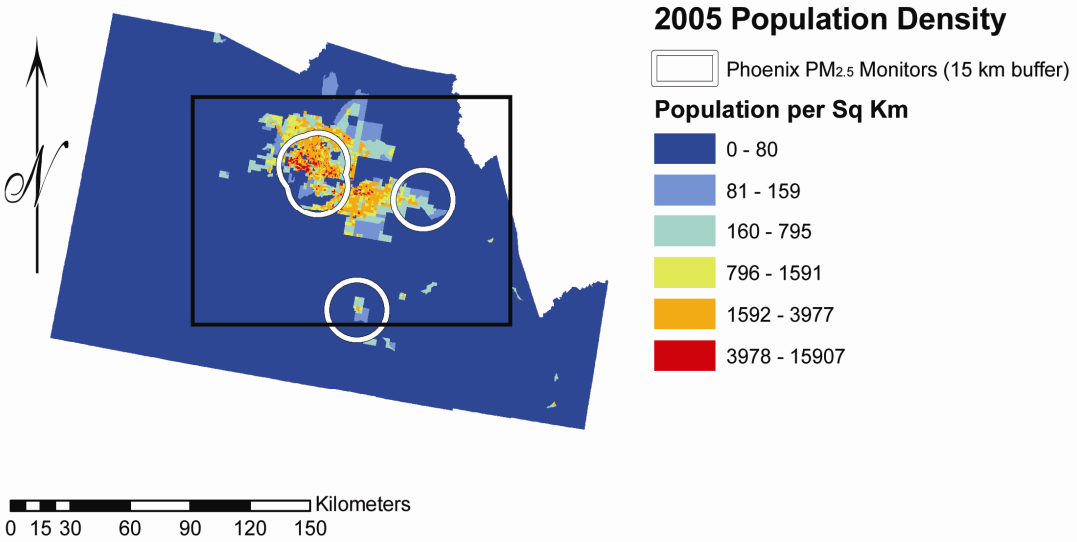 2005 Population Density
Phoenix PM2.5 Monitors (15 km buffer)
Population per Sq Km
0 - 80
81 - 159
160 - 795
796 - 1591
1592 - 3977
3978 - 15907
N
Kilometers
0 15 30 60 90 120 150